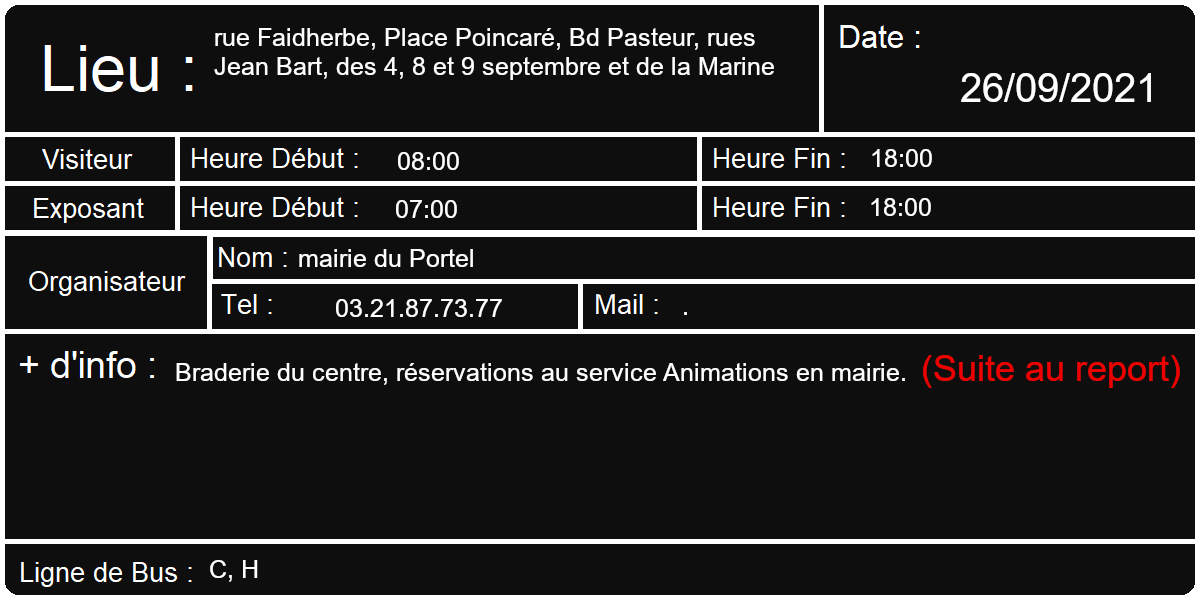 Lieu : rue Faidherbe, Place Poincaré, Bd Pasteur, rues
Jean Bart, des 4, 8 et 9 septembre et de la Marine
Date :
26/09/2021
Visiteur Heure Début : 08:00 Heure Fin : 18:00
Exposant Heure Début : 07:00 Heure Fin : 18:00
Organisateur
Nom : mairie du Portel
Tel : 03.21.87.73.77 Mail : .
+ d'info : Braderie du centre, réservations au service Animations en mairie. (Suite au report)
Ligne de Bus : C, H